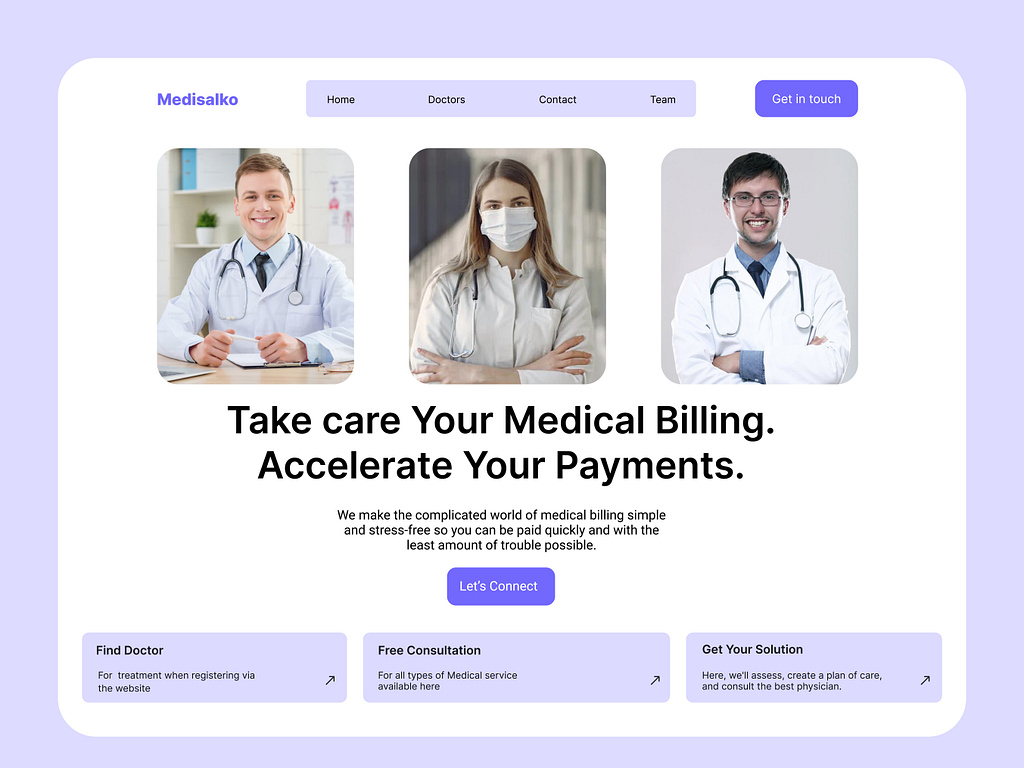 Medisalko
Home
Doctors
Contact
Team
Get in touch
Take care Your Medical Billing.
Accelerate Your Payments.
We make the complicated world of medical billing simple
and stress-free so you can be paid quickly and with the
least amount of trouble possible.
Let’s Connect
Find Doctor
For treatment when registering via
the website
Free Consultation
For all types of Medical service
available here
Get Your Solution
Here, we'll assess, create a plan of care,
and consult the best physician.